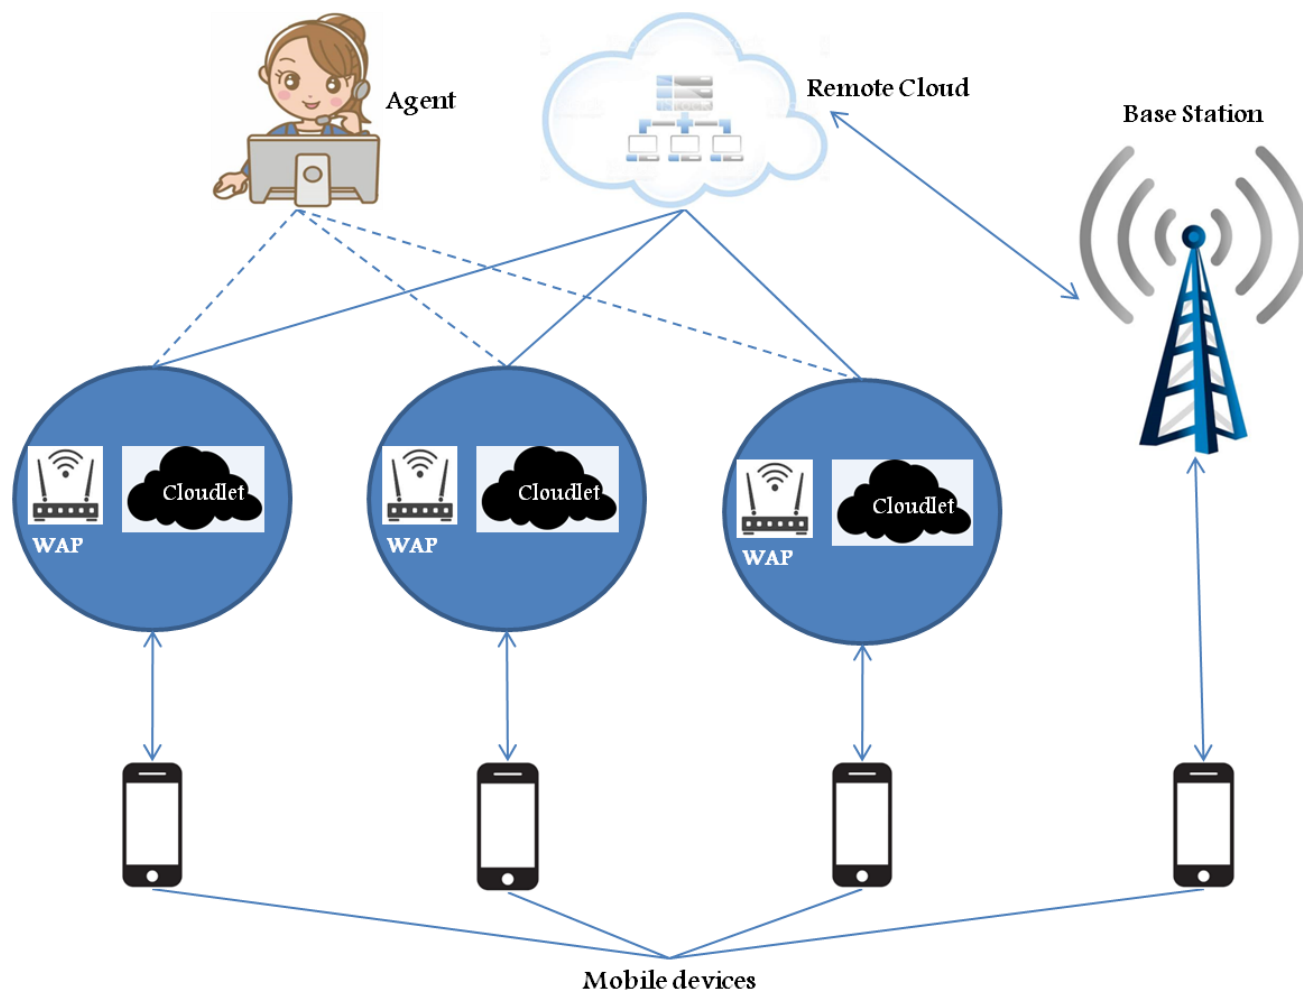 Agent
Remote Cloud
Base Station
Cloudlet
WAP
Cloudlet
WAP
Cloudlet
WAP
Mobile devices